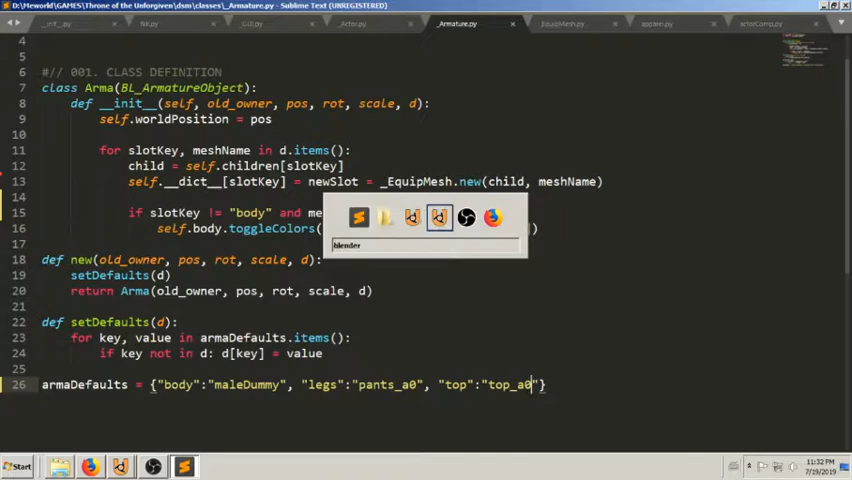 D:\Meworld\GAMES\Throne of the Unforgiven\dsm\classes\_Armature.py - Sublime Text (UNREGISTERED)
__init__.py
_GUI.py
_Actor.py
_Armature.py
_EquipMesh.py
appMn.py
actorComp.py
4
5
6 #// 001. CLASS DEFINITION
7 class Arma(BL_ArmatureObject):
8 def __init__(self, old_owner, pos, rot, scale, d):
9 self.worldPosition = pos
10
11 for slotKey, meshName in d.items():
12 child = self.children[slotKey]
13 self.__dict__[slotKey] = newSlot = _EquipMesh.new(child, meshName)
14
15 if slotKey != "body" and me
16 self.body.toggleColors( )
17
18 def new(old_owner, pos, rot, scale, d):
19 setDefaults(d)
20 return Arma(old_owner, pos, rot, scale, d)
21
22 def setDefaults(d):
23 for key, value in armaDefaults.items():
24 if key not in d: d[key] = value
25
26 armaDefaults = {"body":"maleDummy", "legs":"pants_a0", "top":"top_a0"}
blender
Start
11:32 PM
7/19/2019